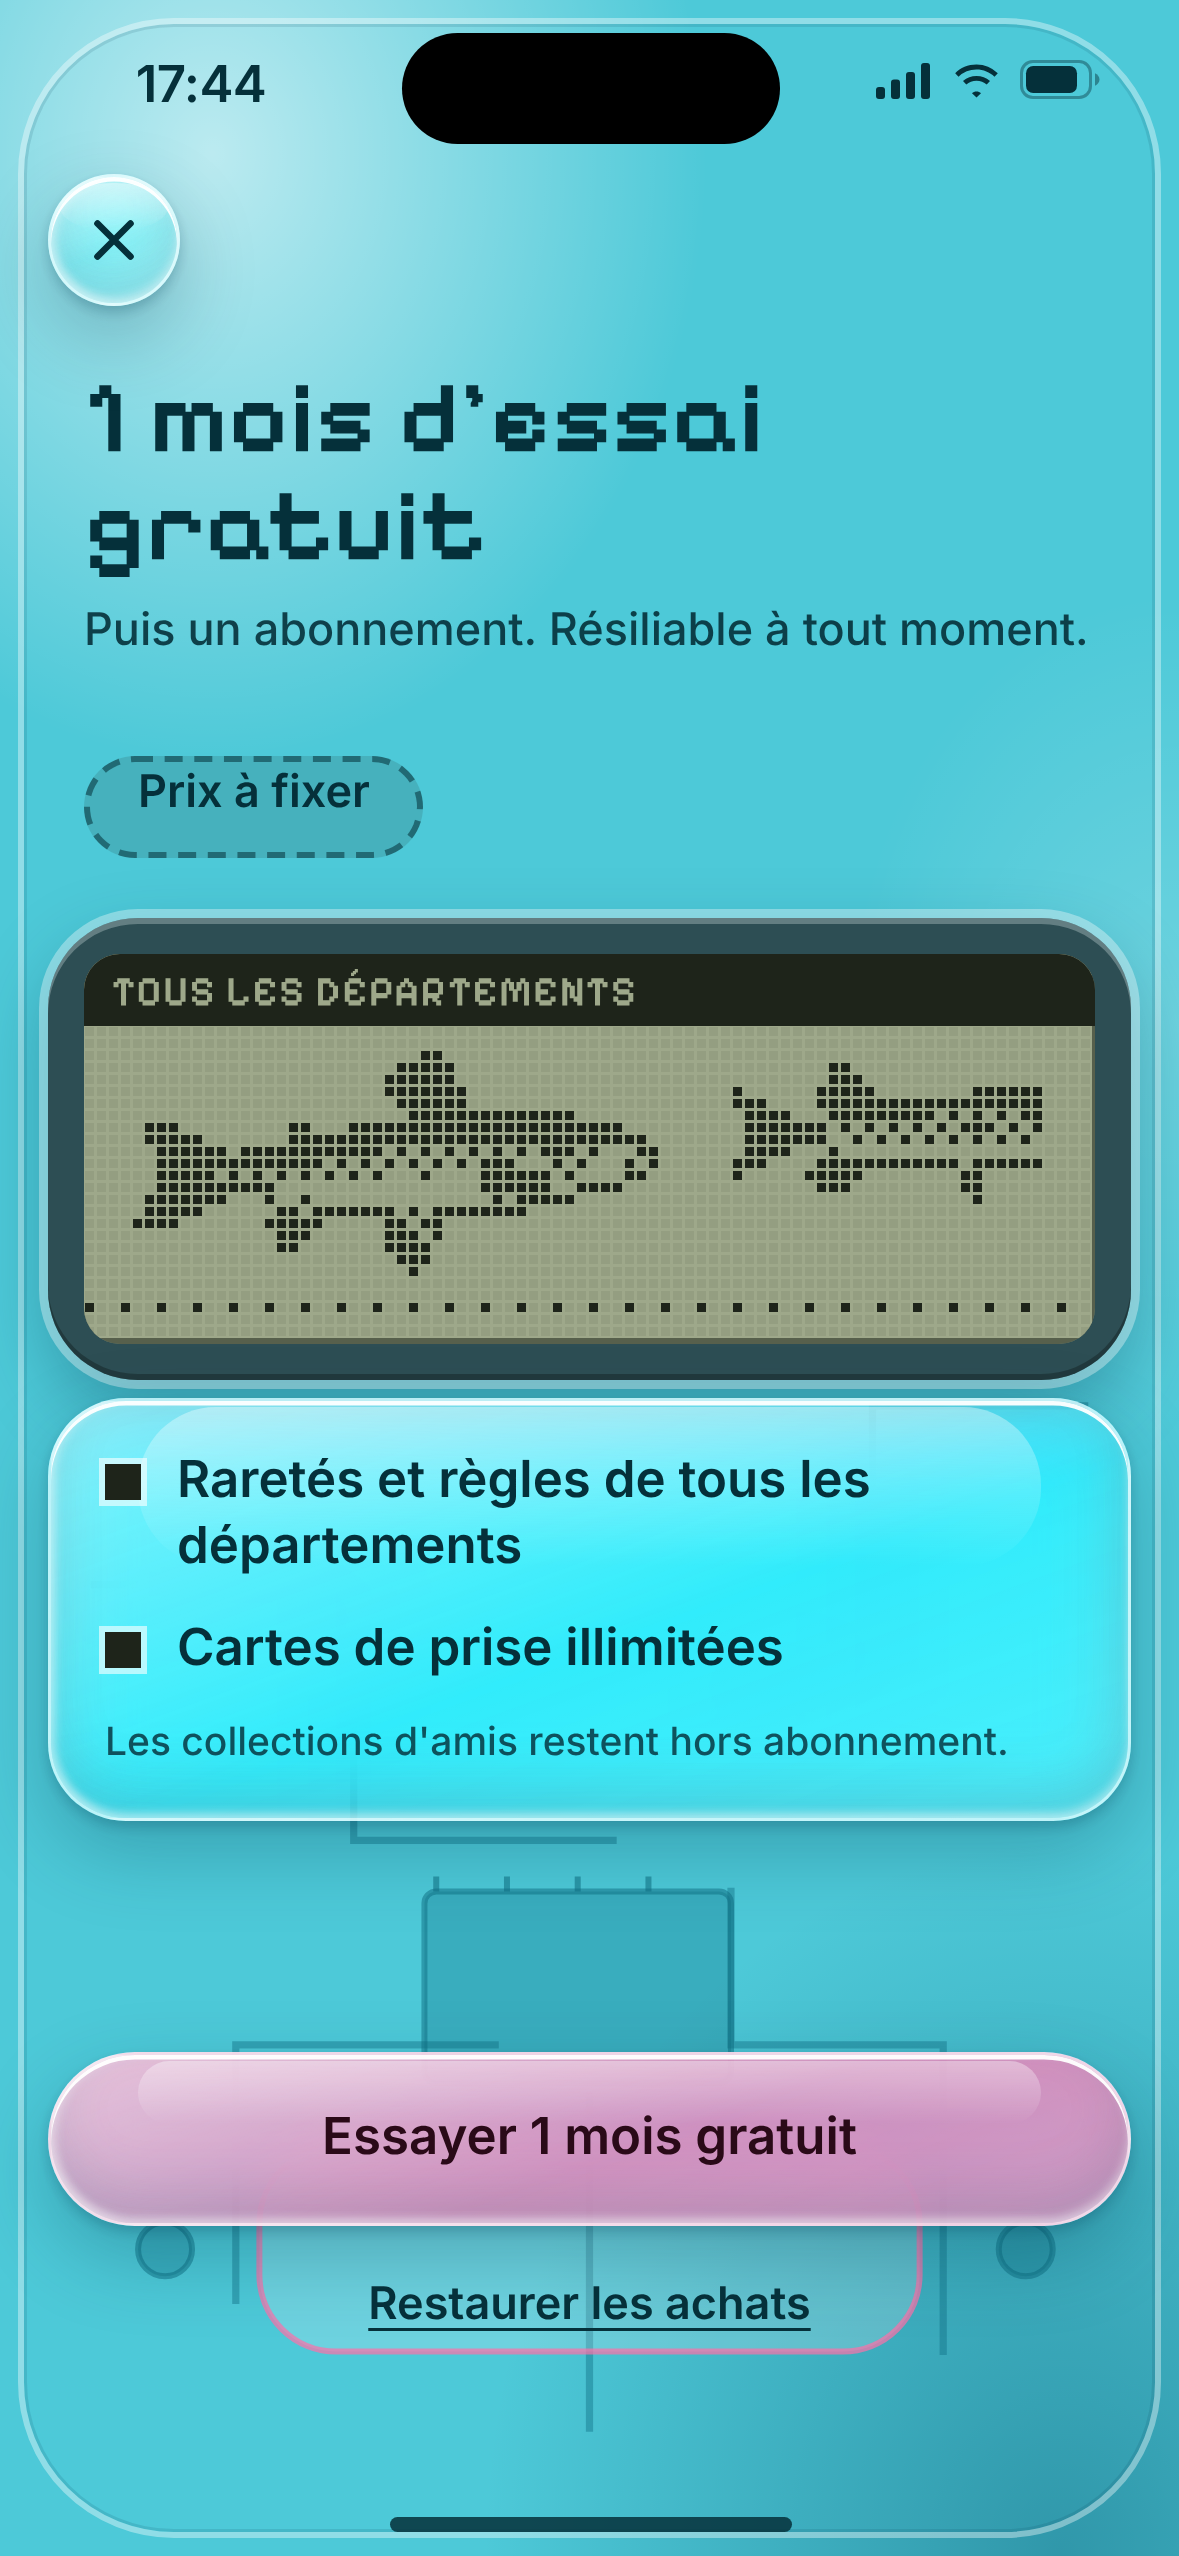 17:44
1 mois d'essai
gratuit
Puis un abonnement. Résiliable à tout moment.
Prix à fixer
TOUS LES DÉPARTEMENTS
Raretés et règles de tous les
départements
Cartes de prise illimitées
Les collections d'amis restent hors abonnement.
Essayer 1 mois gratuit
Restaurer les achats